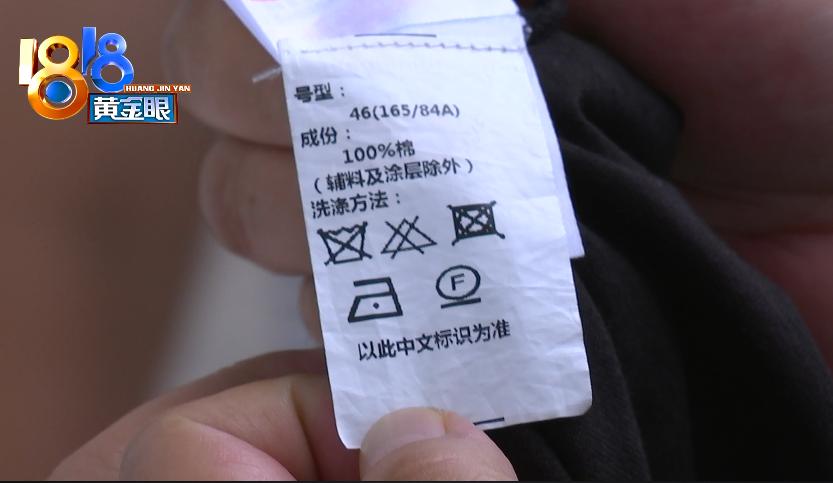 1818
HUANG JIN YAN
黄金眼
号型：
46(165/84A)
成份：
100%棉
（辅料及涂层除外）
洗涤方法：
F
以此中文标识为准